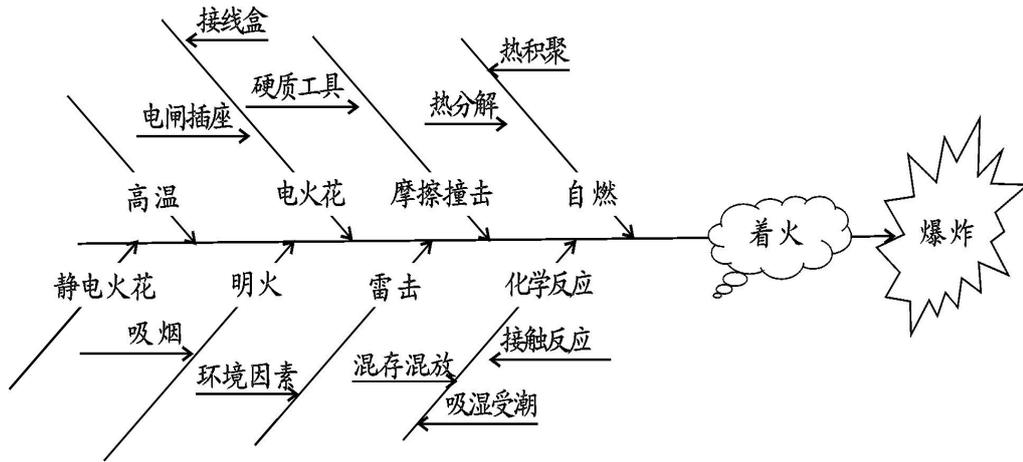 接线盒
硬质工具
热积聚
电闸插座
热分解
高温
电火花
摩擦撞击
自燃
着火
爆炸
静电火花
明火
雷击
化学反应
吸烟
环境因素
混存混放
接触反应
吸湿受潮